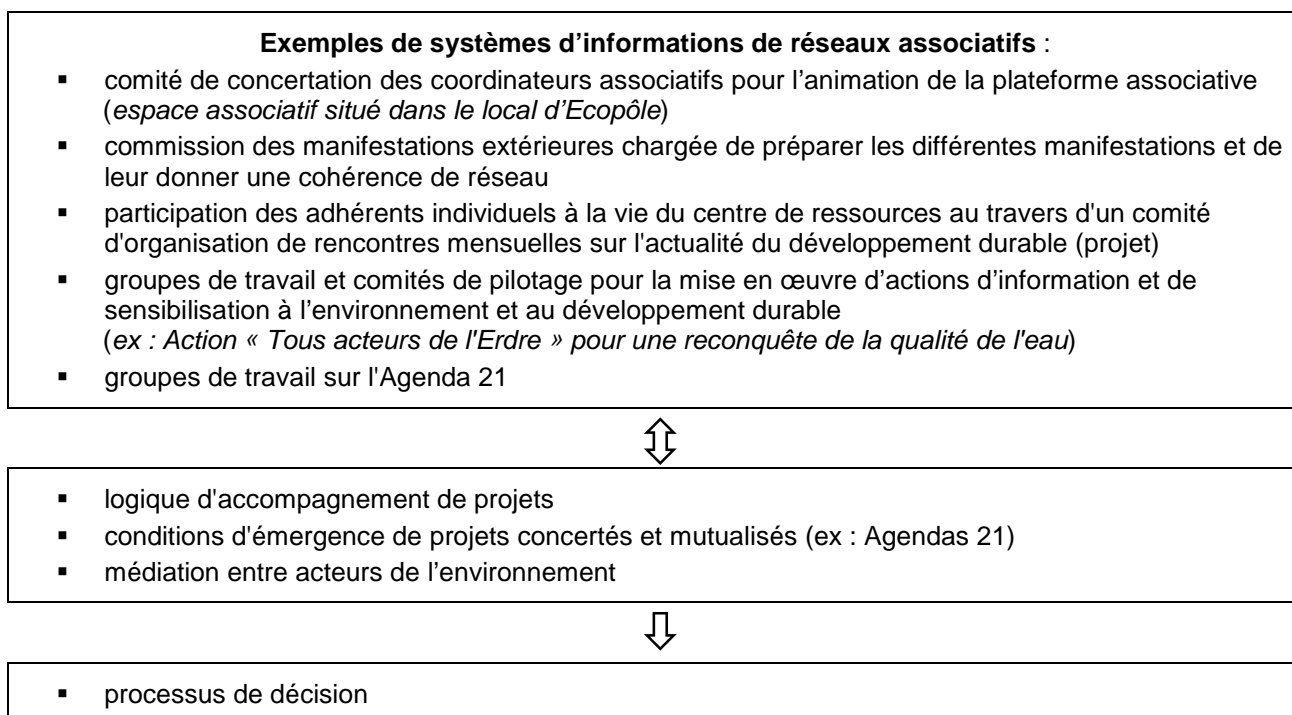 Exemples de systèmes d’informations de réseaux associatifs :
▪ comité de concertation des coordinateurs associatifs pour l’animation de la plateforme associative
(espace associatif situé dans le local d’Ecopôle)
▪ commission des manifestations extérieures chargée de préparer les différentes manifestations et de
leur donner une cohérence de réseau
▪ participation des adhérents individuels à la vie du centre de ressources au travers d'un comité
d'organisation de rencontres mensuelles sur l'actualité du développement durable (projet)
▪ groupes de travail et comités de pilotage pour la mise en œuvre d’actions d’information et de
sensibilisation à l’environnement et au développement durable
(ex : Action « Tous acteurs de l'Erdre » pour une reconquête de la qualité de l'eau)
▪ groupes de travail sur l'Agenda 21
▪ logique d'accompagnement de projets
▪ conditions d'émergence de projets concertés et mutualisés (ex : Agendas 21)
▪ médiation entre acteurs de l’environnement
▪ processus de décision